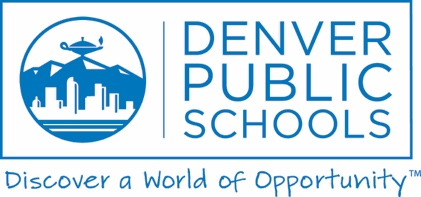 DENVER
PUBLIC
SCHOOLS
Discover a World of Opportunity™